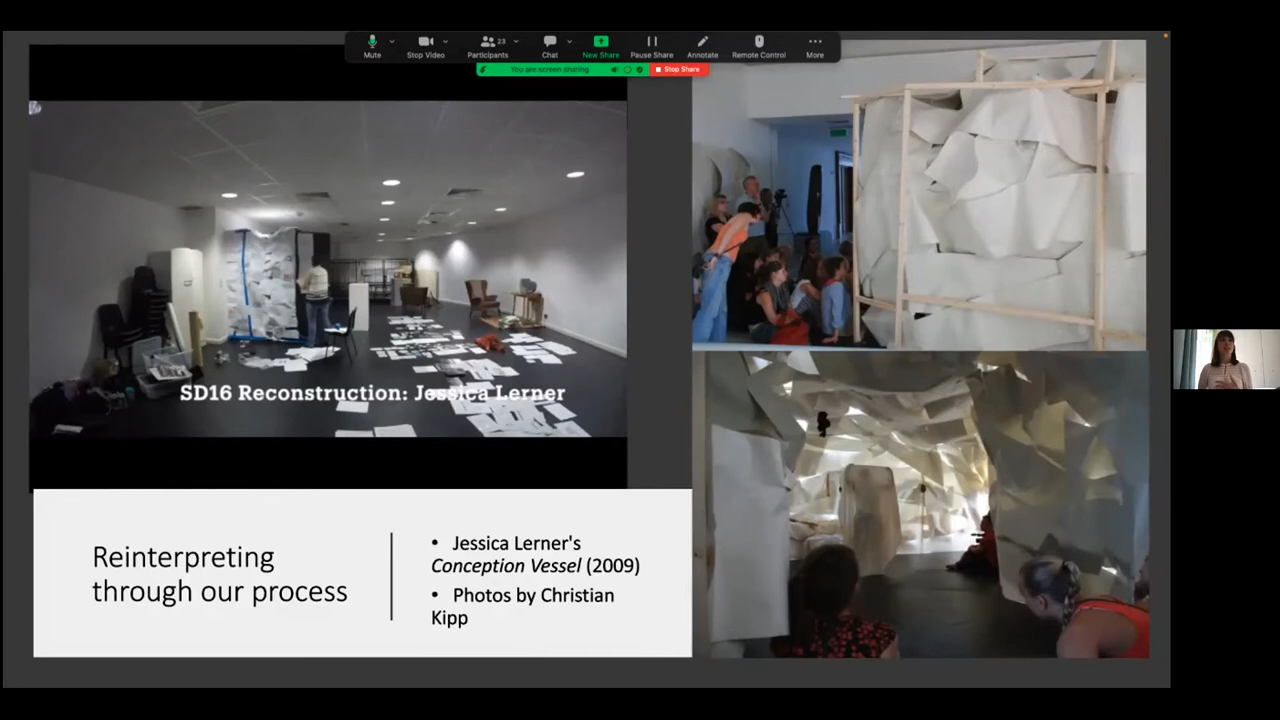 23
Mute
Stop Video
Participants
Chat
New Share
Pause Share
Annotate
Remote Control
More
You are screen sharing
Stop Share
SD16 Reconstruction: Jessica Lerner
Reinterpreting
through our process
• Jessica Lerner's
Conception Vessel (2009)
• Photos by Christian
Kipp